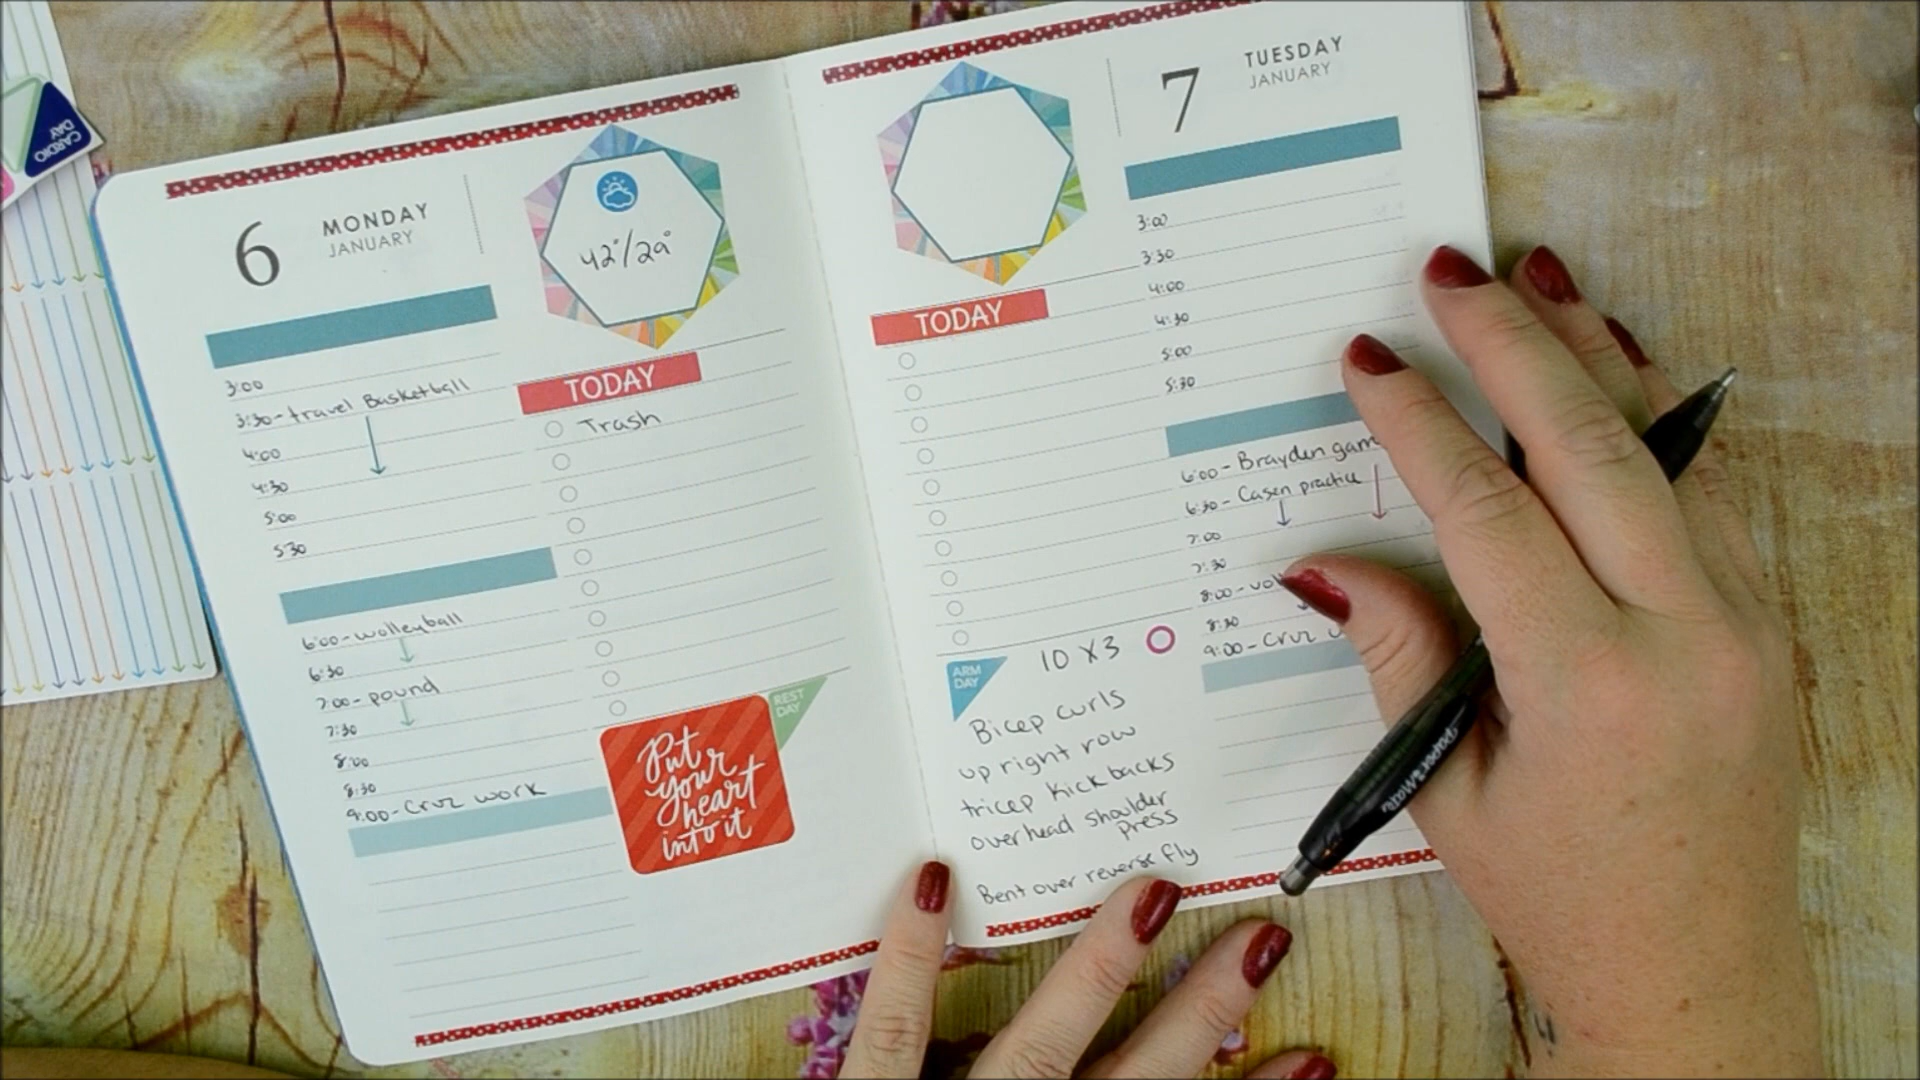 CARDIO
DAY
6
MONDAY
JANUARY
42°/29°
3:00
3:30-travel Basketball
4:00
4:30
5:00
5:30
6:00-wolleyball
6:30
7:00-pound
7:30
8:00
8:30
9:00-Cruz work
TODAY
Trash
REST
DAY
Put
your
heart
into it
7
TUESDAY
JANUARY
TODAY
3:00
3:30
4:00
4:30
5:00
5:30
6:00-Brayden
6:30-Casen practice
7:00
7:30
8:00-
8:30
9:00-Cruz
ARM
DAY
10 X3
Bicep curls
up right row
tricep kick backs
overhead shoulder
press
Bent over reverse fly
Paper Mate